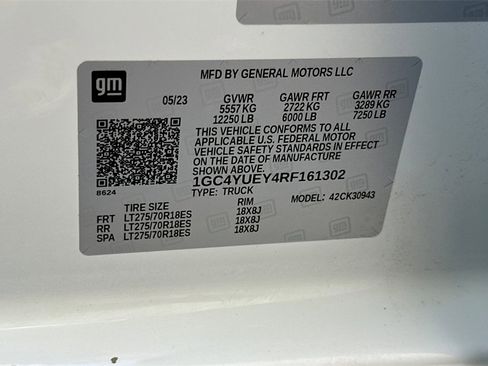 gm
MFD BY GENERAL MOTORS LLC
05/23 GVWR GAWR FRT GAWR RR
5557 KG 2722 KG 3289 KG
12250 LB 6000 LB 7250 LB
THIS VEHICLE CONFORMS TO ALL
APPLICABLE U.S. FEDERAL MOTOR
VEHICLE SAFETY STANDARDS IN EFFECT
ON THE DATE OF MANUFACTURE
SHOWN ABOVE.
1GC4YUEY4RF161302
8624 TYPE: TRUCK MODEL: 42CK30943
TIRE SIZE RIM
FRT LT275/70R18ES 18X8J
RR LT275/70R18ES 18X8J
SPA LT275/70R18ES 18X8J